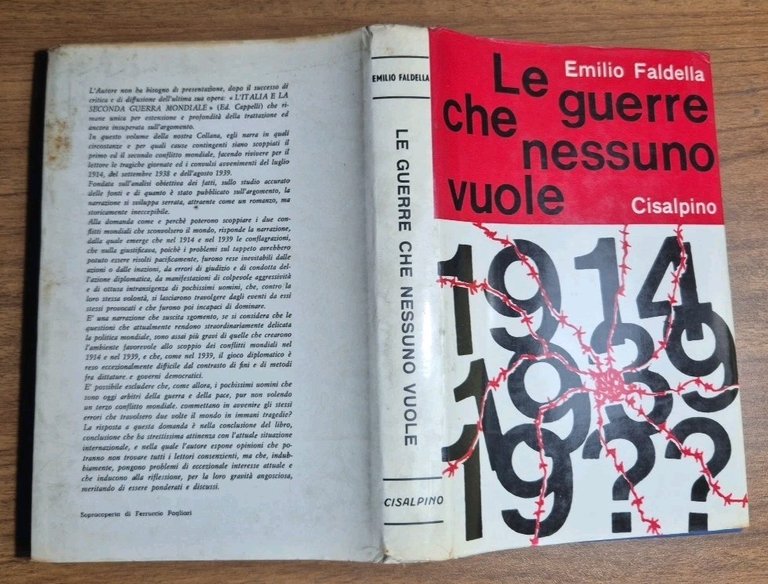 L'Autore non ha bisogno di presentazione, dopo il successo di
critica e di diffusione dell'ultima sua opera: « L'ITALIA E LA
SECONDA GUERRA MONDIALE » (Ed. Cappelli) che ri-
mane unica per estensione e profondità della trattazione ed
ancora insuperata sull'argomento.
In questo volume della nostra Collana, egli narra in quali
circostanze e per quali cause contingenti siano scoppiati il
primo ed il secondo conflitto mondiale, facendo rivivere per il
lettore le tragiche giornate ed i convulsi avvenimenti del luglio
1914, del settembre 1938 e dell'agosto 1939.
Fondata sull'analisi obiettiva dei fatti, sullo studio accurato
delle fonti e di quanto è stato pubblicato sull'argomento, la
narrazione si sviluppa serrata, attraente come un romanzo, ma
storicamente ineccepibile.
Alla domanda come e perchè poterono scoppiare i due con-
flitti mondiali che sconvolsero il mondo, risponde la narrazione,
dalla quale emerge che nel 1914 e nel 1939 le conflagrazioni,
che nulla giustificava, poichè i problemi sul tappeto avrebbero
potuto essere risolti pacificamente, furono rese inevitabili dalle
azioni o dalle inazioni, da errori di giudizio e di condotta del-
l'azione diplomatica, da manifestazioni di colpevole aggressività
e di ottusa intransigenza di pochissimi uomini, che, contro la
loro stessa volontà, si lasciarono travolgere dagli eventi da essi
stessi provocati e che furono poi incapaci di dominare.
E' una narrazione che suscita sgomento, se si considera che le
questioni che attualmente rendono straordinariamente delicata
la politica mondiale, sono assai più gravi di quelle che crearono
l'ambiente favorevole allo scoppio dei conflitti mondiali nel
1914 e nel 1939, e che, come nel 1939, il gioco diplomatico è
reso eccezionalmente difficile dal contrasto di fini e di metodi
fra dittature e governi democratici.
E' possibile escludere che, come allora, i pochissimi uomini che
sono oggi arbitri della guerra e della pace, pur non volendo
un terzo conflitto mondiale, commettano in avvenire gli stessi
errori che travolsero due volte il mondo in immani tragedie?
La risposta a questa domanda è nella conclusione del libro,
conclusione che ha strettissima attinenza con l'attuale situazione
internazionale, e nella quale l'autore espone opinioni che po-
tranno non trovare tutti i lettori consenzienti, ma che, indub-
biamente, pongono problemi di eccezionale interesse attuale e
che inducono alla riflessione, per la loro gravità angosciosa,
meritando di essere ponderati e discussi.
Sopracoperta di Ferruccio Pagliari
EMILIO FALDELLA
LE GUERRE CHE NESSUNO VUOLE
CISALPINO
Emilio Faldella
Le guerre
che nessuno
vuole
Cisalpino
1914
1939
19??